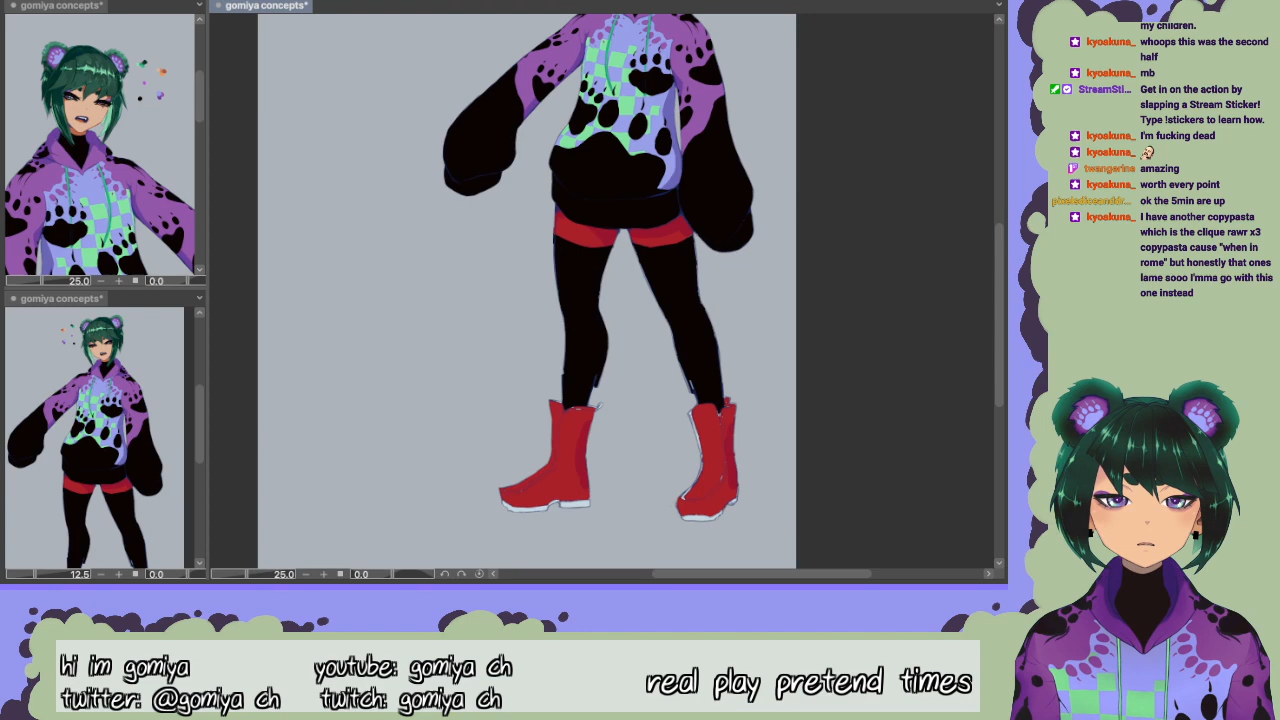 gomiya concepts*
gomiya concepts*
25.0
0.0
gomiya concepts*
12.5
0.0
25.0
0.0
my children.
kyoakuna_ whoops this was the second
half
kyoakuna_ mb
StreamSti... Get in on the action by
slapping a Stream Sticker!
Type !stickers to learn how.
kyoakuna_ I'm fucking dead
kyoakuna_
twangerine amazing
kyoakuna_ worth every point
pixelsdiceanddr... ok the 5min are up
kyoakuna_ I have another copypasta
which is the clique rawr x3
copypasta cause "when in
rome" but honestly that ones
lame sooo I'mma go with this
one instead
hi im gomiya
twitter: @gomiya ch
youtube: gomiya ch
twitch: gomiya ch
real play pretend times